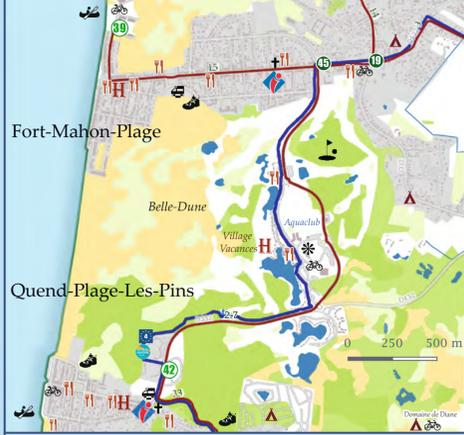 39
14
45
19
15
H
Fort-Mahon-Plage
Belle-Dune
Aquaclub
Village
Vacances H
Quend-Plage-Les-Pins
2.7
0 250 500 m
42
H
Domaine de Diane